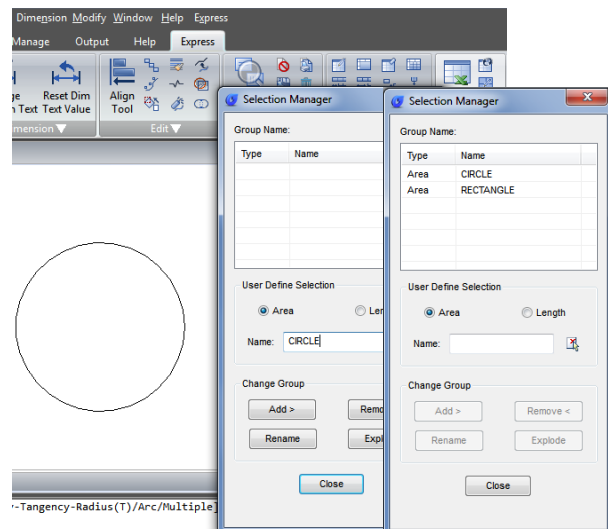 Dimension Modify Window Help Express
Manage Output Help Express
Reset Dim
Text Text Value
Align
Tool
Edit
Selection Manager
Group Name:
Type Name
User Define Selection
Area
Name: CIRCLE
Change Group
Add >
Rename
Close
Selection Manager
Group Name:
Type Name
Area CIRCLE
Area RECTANGLE
User Define Selection
Area Length
Name:
Change Group
Add > Remove <
Rename Explode
Close
-Tangency-Radius(T)/Arc/Multiple]